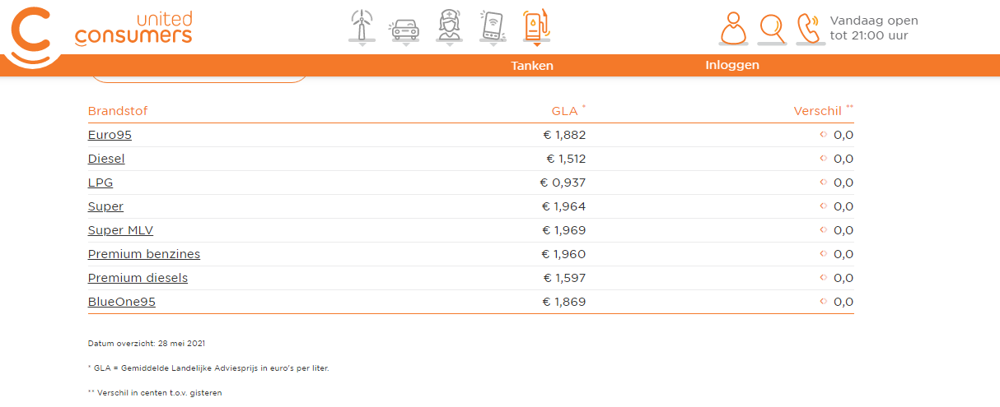 united
consumers
Vandaag open
tot 21:00 uur
Tanken Inloggen
Brandstof GLA * Verschil **
Euro95 € 1,882 0,0
Diesel € 1,512 0,0
LPG € 0,937 0,0
Super € 1,964 0,0
Super MLV € 1,969 0,0
Premium benzines € 1,960 0,0
Premium diesels € 1,597 0,0
BlueOne95 € 1,869 0,0
Datum overzicht: 28 mei 2021
* GLA = Gemiddelde Landelijke Adviesprijs in euro's per liter.
** Verschil in centen t.o.v. gisteren